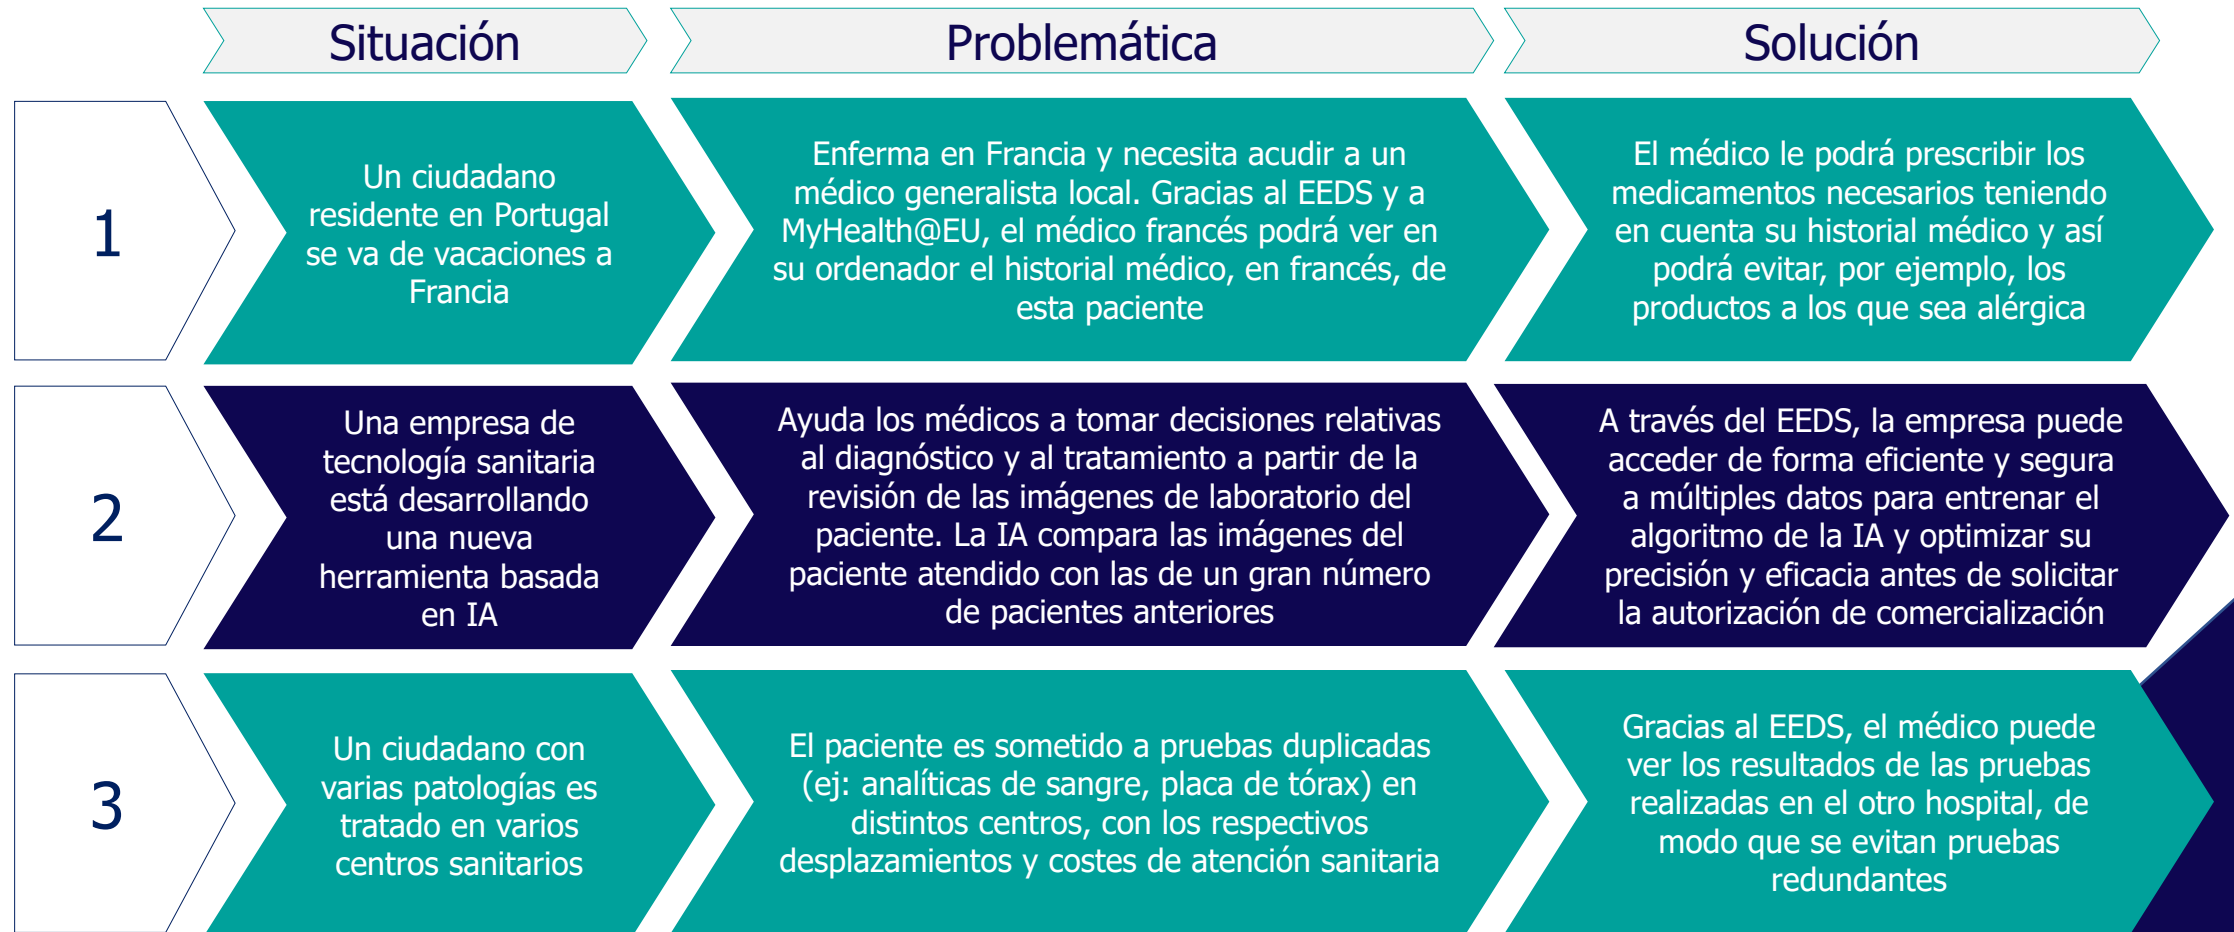 Situación
Problemática
Solución
1
Un ciudadano
residente en Portugal
se va de vacaciones a
Francia
Enferma en Francia y necesita acudir a un
médico generalista local. Gracias al EEDS y a
MyHealth@EU, el médico francés podrá ver en
su ordenador el historial médico, en francés, de
esta paciente
El médico le podrá prescribir los
medicamentos necesarios teniendo
en cuenta su historial médico y así
podrá evitar, por ejemplo, los
productos a los que sea alérgica
2
Una empresa de
tecnología sanitaria
está desarrollando
una nueva
herramienta basada
en IA
Ayuda los médicos a tomar decisiones relativas
al diagnóstico y al tratamiento a partir de la
revisión de las imágenes de laboratorio del
paciente. La IA compara las imágenes del
paciente atendido con las de un gran número
de pacientes anteriores
A través del EEDS, la empresa puede
acceder de forma eficiente y segura
a múltiples datos para entrenar el
algoritmo de la IA y optimizar su
precisión y eficacia antes de solicitar
la autorización de comercialización
3
Un ciudadano con
varias patologías es
tratado en varios
centros sanitarios
El paciente es sometido a pruebas duplicadas
(ej: analíticas de sangre, placa de tórax) en
distintos centros, con los respectivos
desplazamientos y costes de atención sanitaria
Gracias al EEDS, el médico puede
ver los resultados de las pruebas
realizadas en el otro hospital, de
modo que se evitan pruebas
redundantes